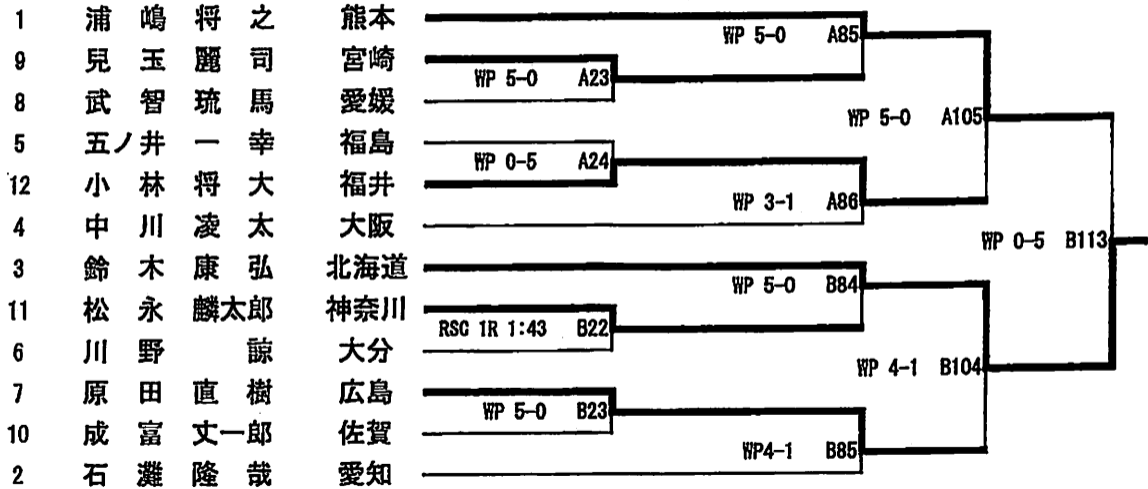 1 浦嶋将之 熊本
WP 5-0 A85
9 児玉麗司 宮崎
WP 5-0 A23
8 武智琉馬 愛媛
WP 5-0 A105
5 五ノ井一幸 福島
WP 0-5 A24
12 小林将大 福井
WP 3-1 A86
4 中川凌太 大阪
WP 0-5 B113
3 鈴木康弘 北海道
WP 5-0 B84
11 松永麟太郎 神奈川
RSC 1R 1:43 B22
6 川野諒 大分
WP 4-1 B104
7 原田直樹 広島
WP 5-0 B23
10 成富丈一郎 佐賀
WP4-1 B85
2 石灘隆哉 愛知